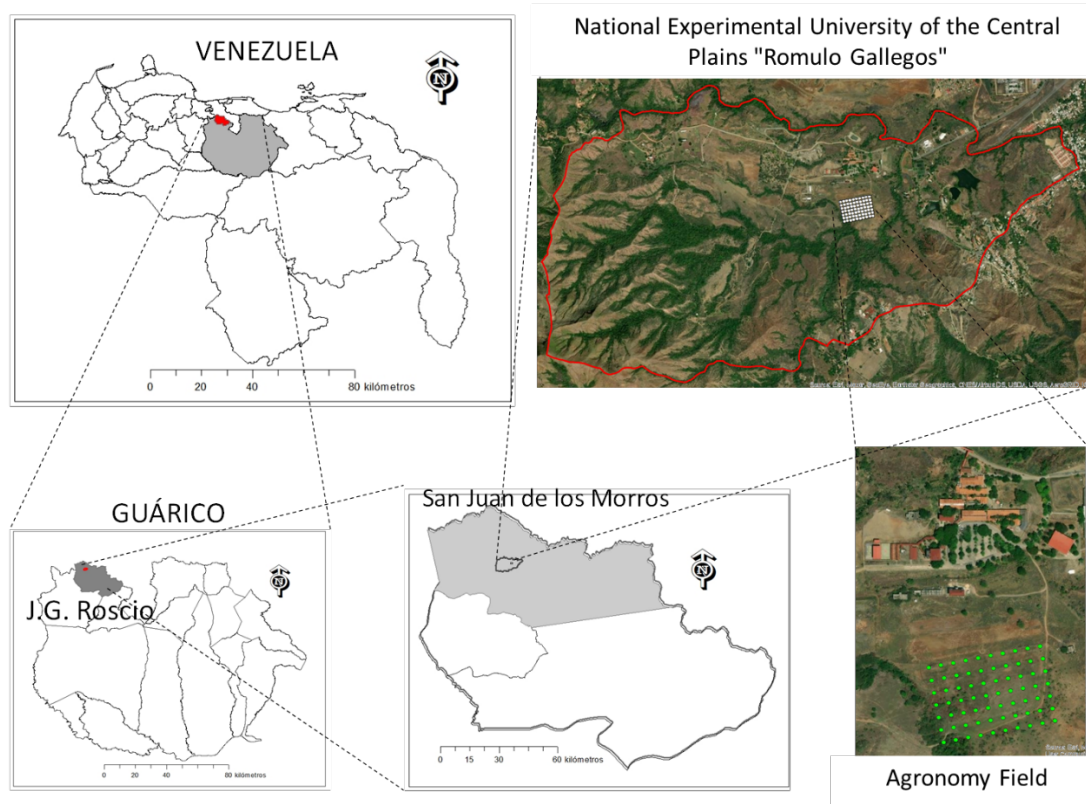 VENEZUELA
N
0 20 40 80 kilómetros
National Experimental University of the Central
Plains "Romulo Gallegos"
GUÁRICO
N
J.G. Roscio
0 20 40 80 kilómetros
San Juan de los Morros
N
0 15 30 60 kilómetros
Agronomy Field